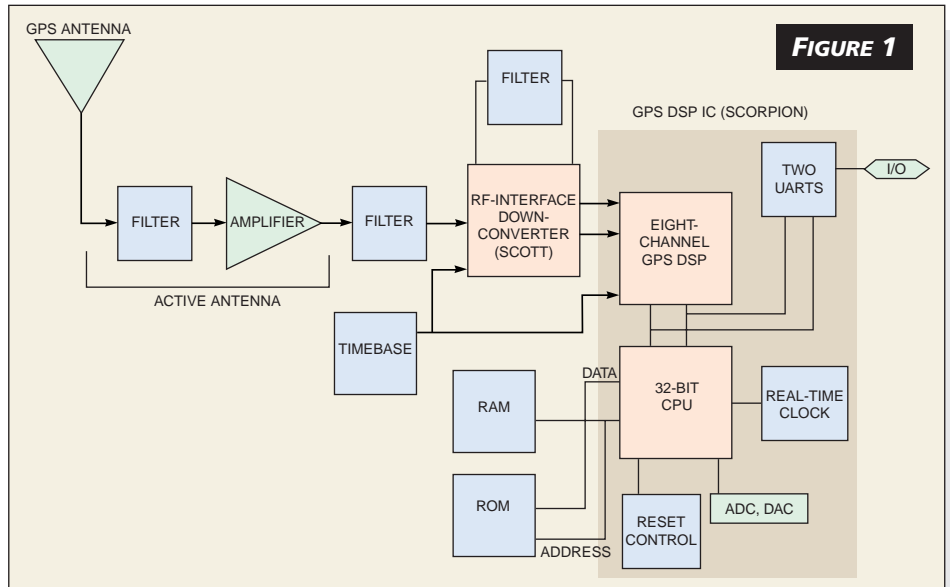 GPS ANTENNA
FIGURE 1
FILTER
GPS DSP IC (SCORPION)
TWO
UARTS
I/O
FILTER
AMPLIFIER
FILTER
RF-INTERFACE
DOWN-
CONVERTER
(SCOTT)
EIGHT-
CHANNEL
GPS DSP
ACTIVE ANTENNA
TIMEBASE
DATA
RAM
32-BIT
CPU
REAL-TIME
CLOCK
ROM
ADDRESS
RESET
CONTROL
ADC, DAC